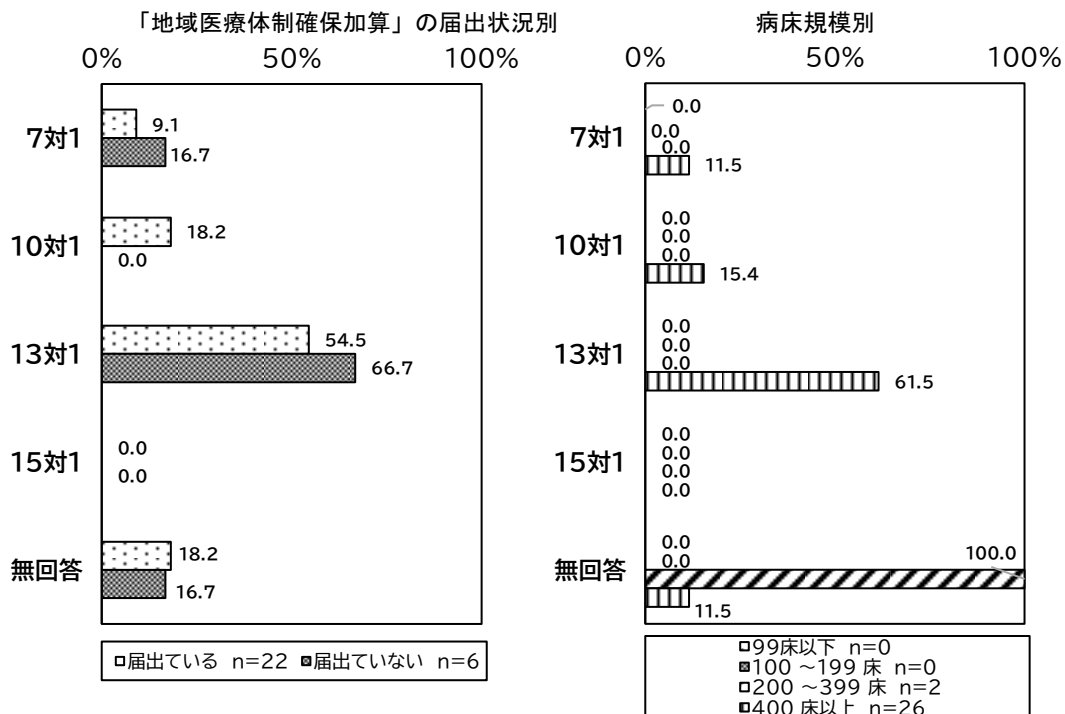 「地域医療体制確保加算」の届出状況別
0% 50% 100%
7対1
9.1
16.7
10対1
18.2
0.0
13対1
54.5
66.7
15対1
0.0
0.0
無回答
18.2
16.7
届出ている n=22 届出ていない n=6
病床規模別
0% 50% 100%
7対1
0.0
0.0
0.0
11.5
10対1
0.0
0.0
0.0
15.4
13対1
0.0
0.0
0.0
61.5
15対1
0.0
0.0
0.0
0.0
無回答
0.0
0.0
100.0
11.5
99床以下 n=0
100 ～199 床 n=0
200 ～399 床 n=2
400 床以上 n=26